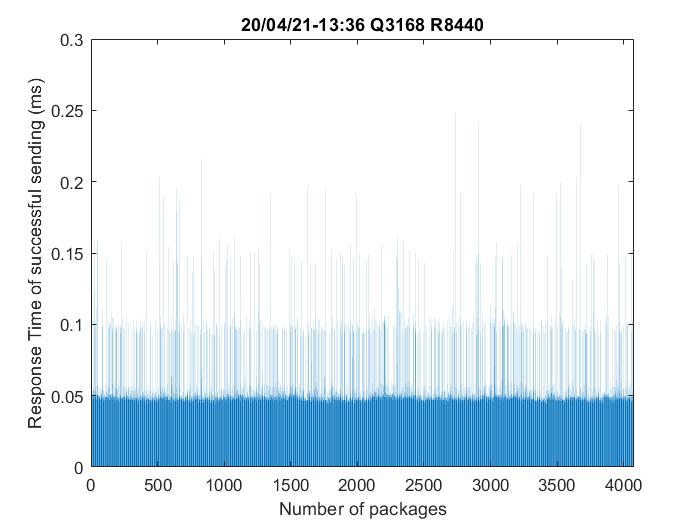 20/04/21-13:36 Q3168 R8440
Response Time of successful sending (ms)
0.3
0.25
0.2
0.15
0.1
0.05
0
0 500 1000 1500 2000 2500 3000 3500 4000
Number of packages